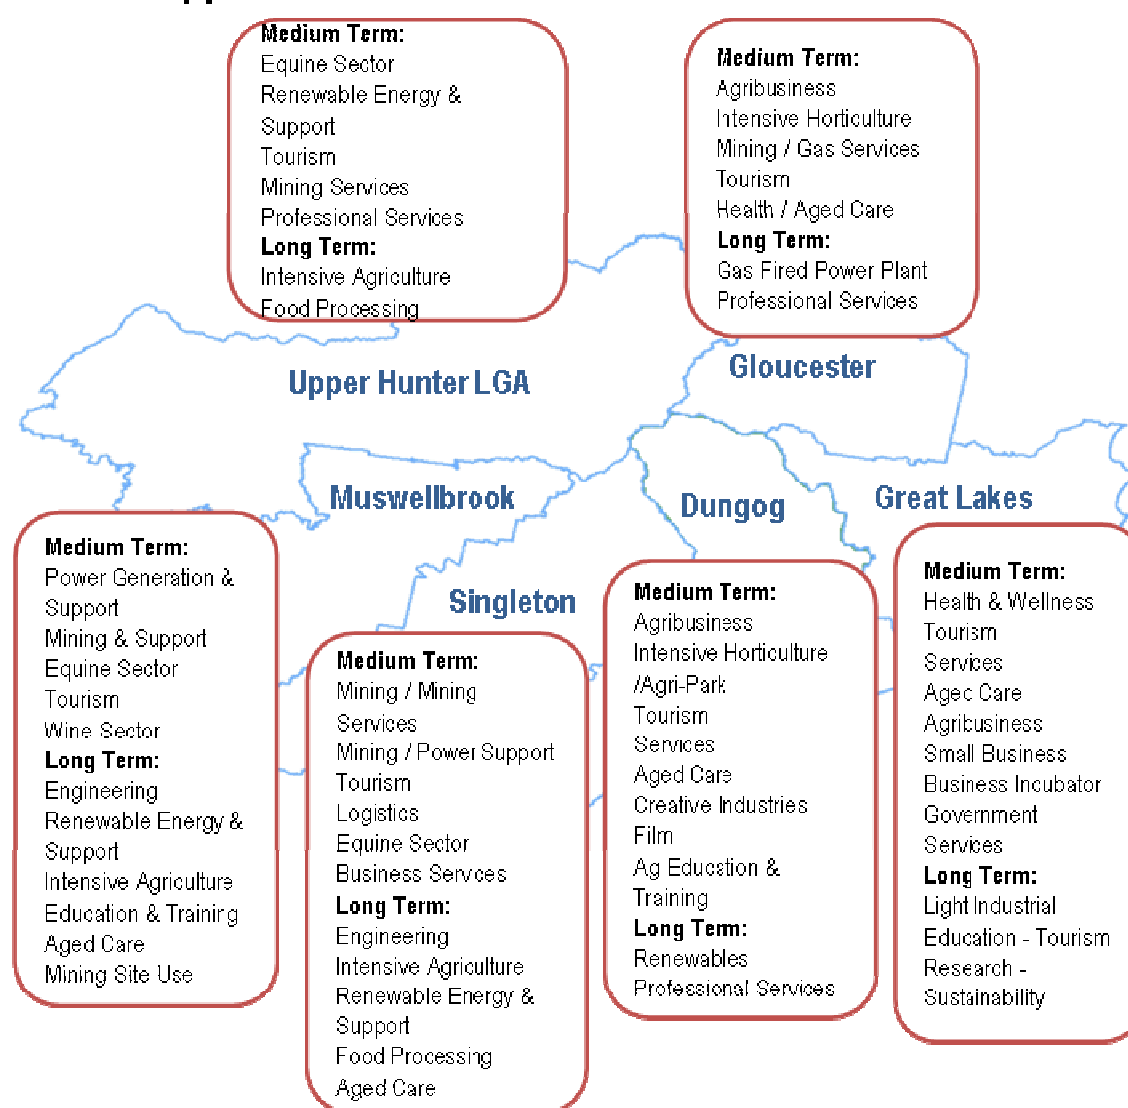 Medium Term:
Equine Sector
Renewable Energy &
Support
Tourism
Mining Services
Professional Services
Long Term:
Intensive Agriculture
Food Processing
Medium Term:
Agribusiness
Intensive Horticulture
Mining / Gas Services
Tourism
Health / Aged Care
Long Term:
Gas Fired Power Plant
Professional Services
Upper Hunter LGA
Gloucester
Muswellbrook
Dungog
Great Lakes
Singleton
Medium Term:
Power Generation &
Support
Mining & Support
Equine Sector
Tourism
Wine Sector
Long Term:
Engineering
Renewable Energy &
Support
Intensive Agriculture
Education & Training
Aged Care
Mining Site Use
Medium Term:
Mining / Mining
Services
Mining / Power Support
Tourism
Logistics
Equine Sector
Business Services
Long Term:
Engineering
Intensive Agriculture
Renewable Energy &
Support
Food Processing
Aged Care
Medium Term:
Agribusiness
Intensive Horticulture
/Agri-Park
Tourism
Services
Aged Care
Creative Industries
Film
Ag Education &
Training
Long Term:
Renewables
Professional Services
Medium Term:
Health & Wellness
Tourism
Services
Aged Care
Agribusiness
Small Business
Business Incubator
Government
Services
Long Term:
Light Industrial
Education - Tourism
Research -
Sustainability